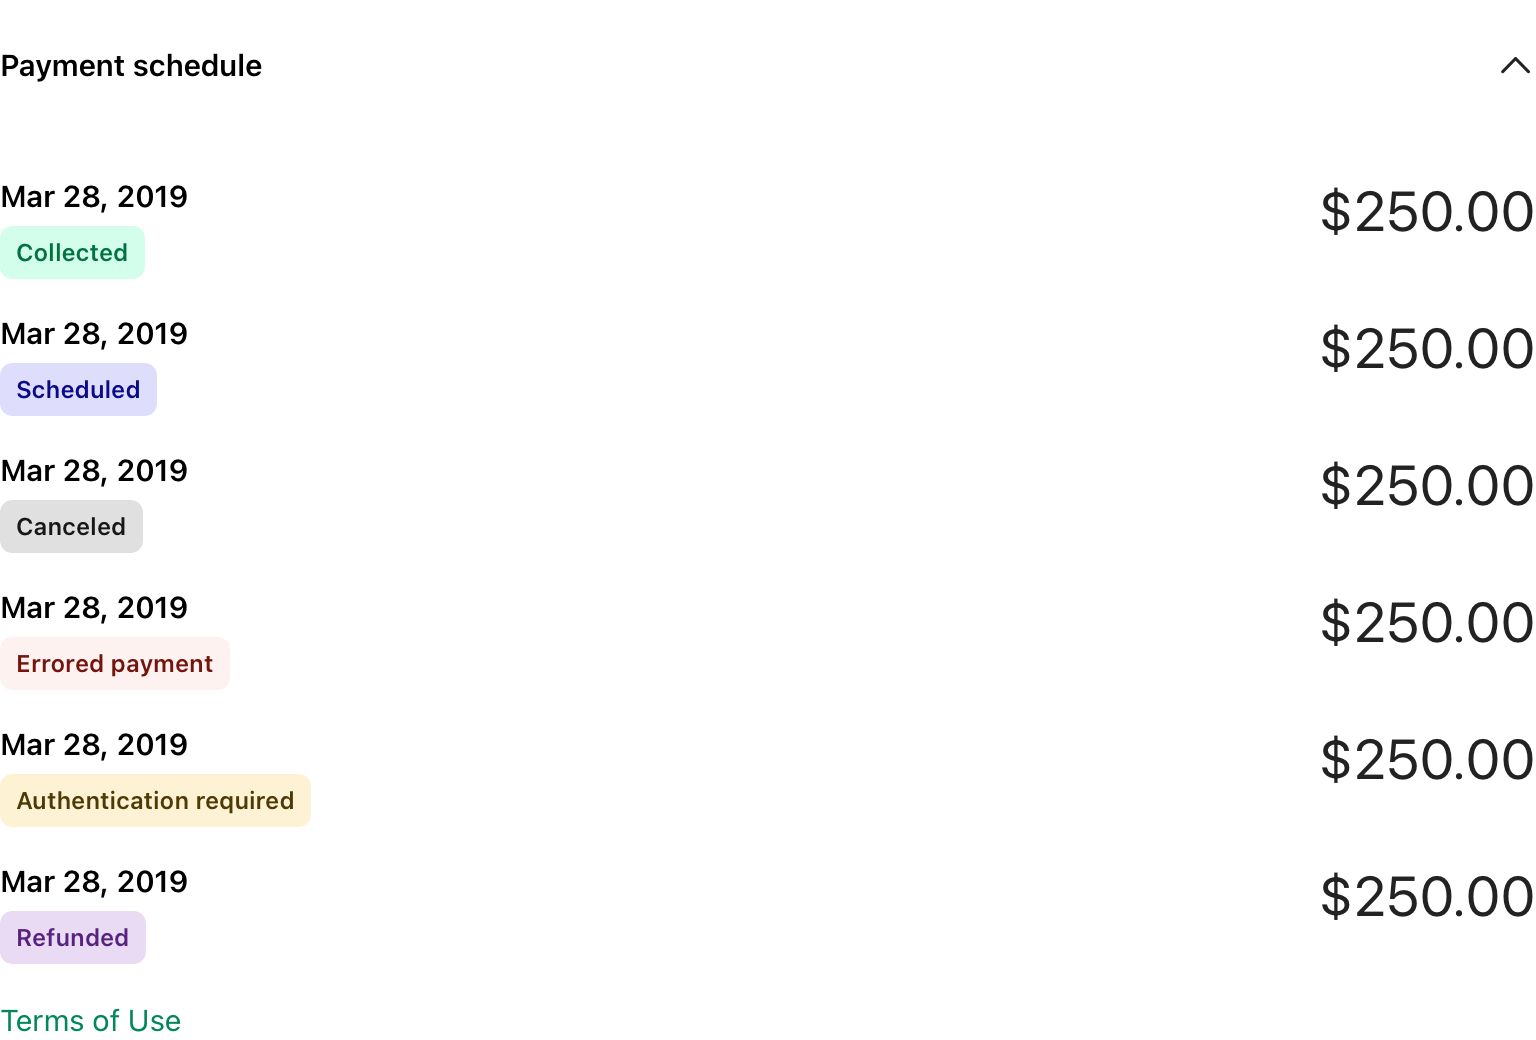 Payment schedule
Mar 28, 2019
$250.00
Collected
Mar 28, 2019
$250.00
Scheduled
Mar 28, 2019
$250.00
Canceled
Mar 28, 2019
$250.00
Errored payment
Mar 28, 2019
$250.00
Authentication required
Mar 28, 2019
$250.00
Refunded
Terms of Use